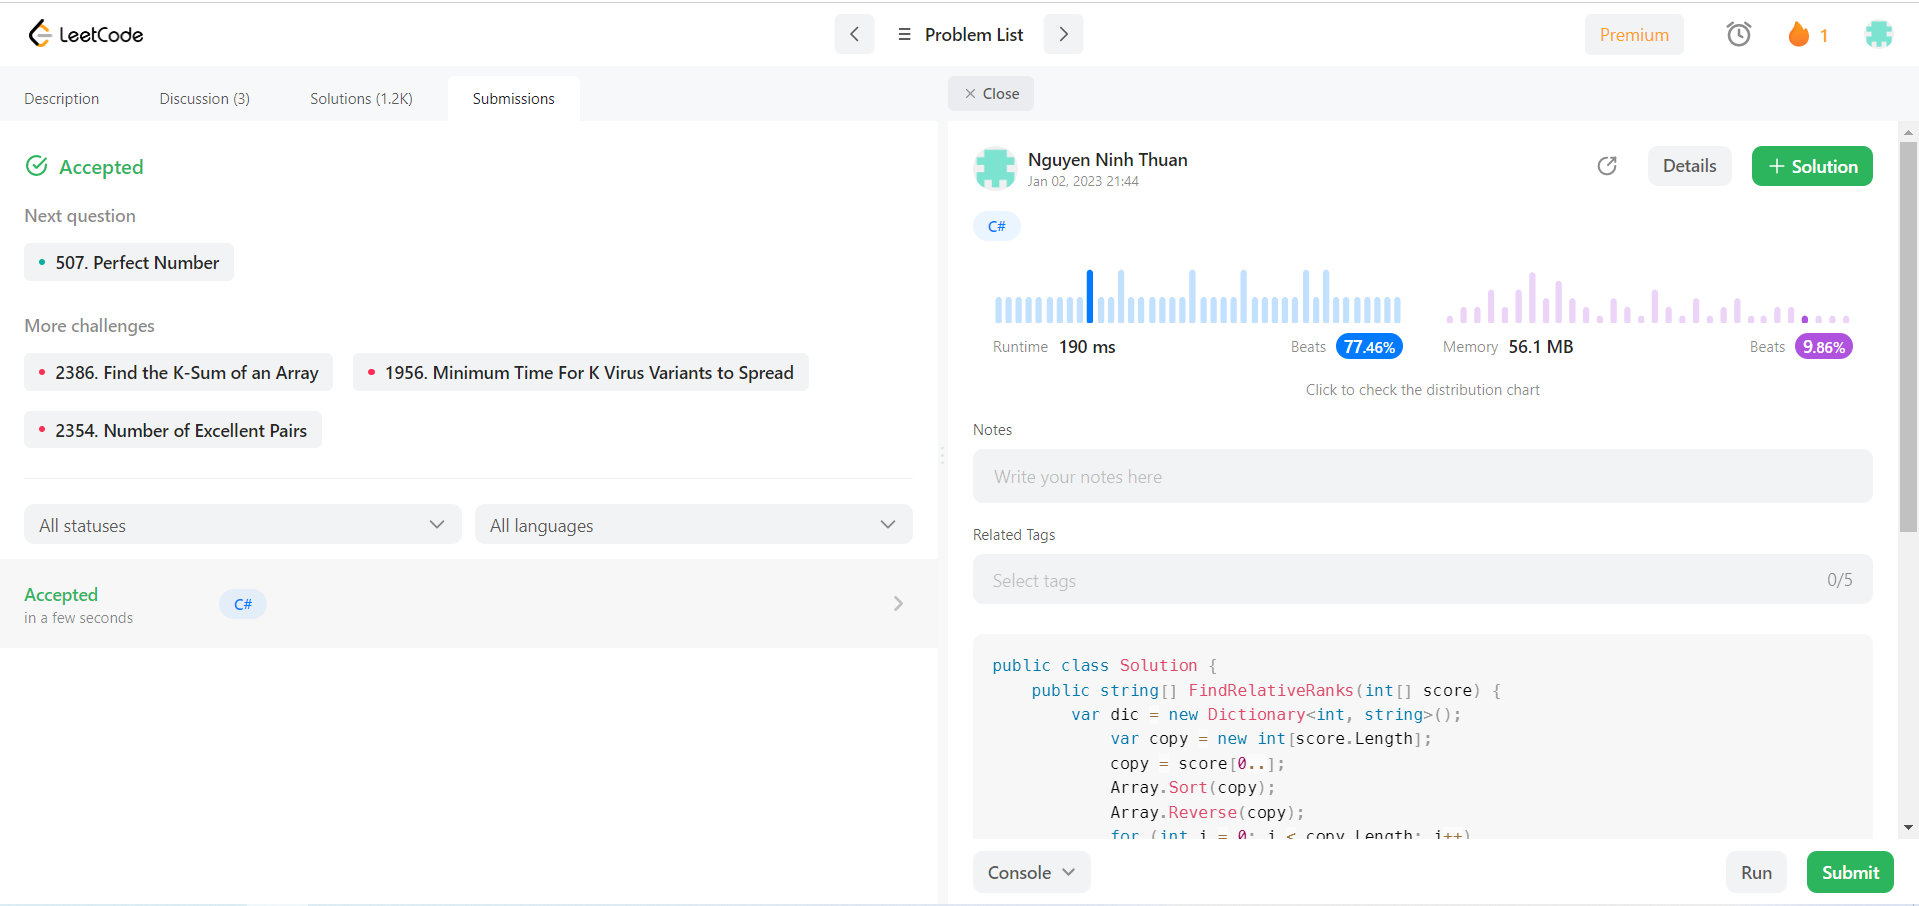 LeetCode
Problem List
Premium
1
Description
Discussion (3)
Solutions (1.2K)
Submissions
Close
Accepted
Next question
507. Perfect Number
More challenges
2386. Find the K-Sum of an Array
1956. Minimum Time For K Virus Variants to Spread
2354. Number of Excellent Pairs
All statuses
All languages
Accepted
in a few seconds
C#
Nguyen Ninh Thuan
Jan 02, 2023 21:44
Details
+ Solution
C#
Runtime 190 ms
Beats 77.46%
Memory 56.1 MB
Beats 9.86%
Click to check the distribution chart
Notes
Write your notes here
Related Tags
Select tags
0/5
public class Solution {
public string[] FindRelativeRanks(int[] score) {
var dic = new Dictionary<int, string>();
var copy = new int[score.Length];
copy = score[0..];
Array.Sort(copy);
Array.Reverse(copy);
for (int i = 0; i < copy.Length; i++)
Console
Run
Submit